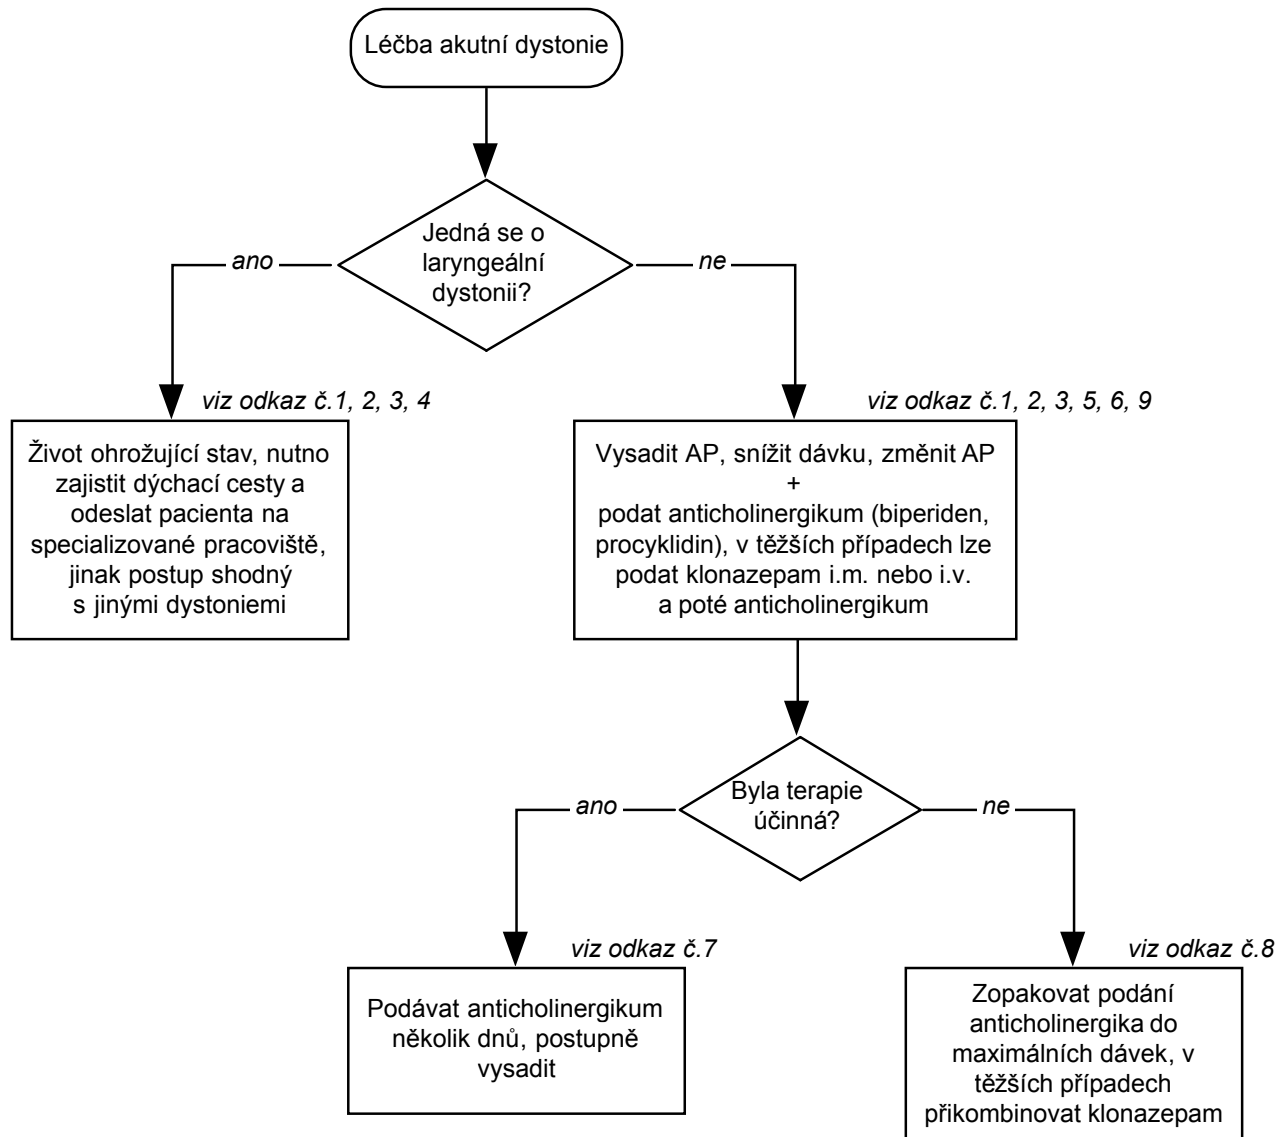 Léčba akutní dystonie
Jedná se o
laryngeální
dystonii?
ano
ne
viz odkaz č.1, 2, 3, 4
Život ohrožující stav, nutno
zajistit dýchací cesty a
odeslat pacienta na
specializované pracoviště,
jinak postup shodný
s jinými dystoniemi
viz odkaz č.1, 2, 3, 5, 6, 9
Vysadit AP, snížit dávku, změnit AP
+
podat anticholinergikum (biperiden,
procyklidin), v těžších případech lze
podat klonazepam i.m. nebo i.v.
a poté anticholinergikum
Byla terapie
účinná?
ano
ne
viz odkaz č.7
Podávat anticholinergikum
několik dnů, postupně
vysadit
viz odkaz č.8
Zopakovat podání
anticholinergika do
maximálních dávek, v
těžších případech
přikombinovat klonazepam